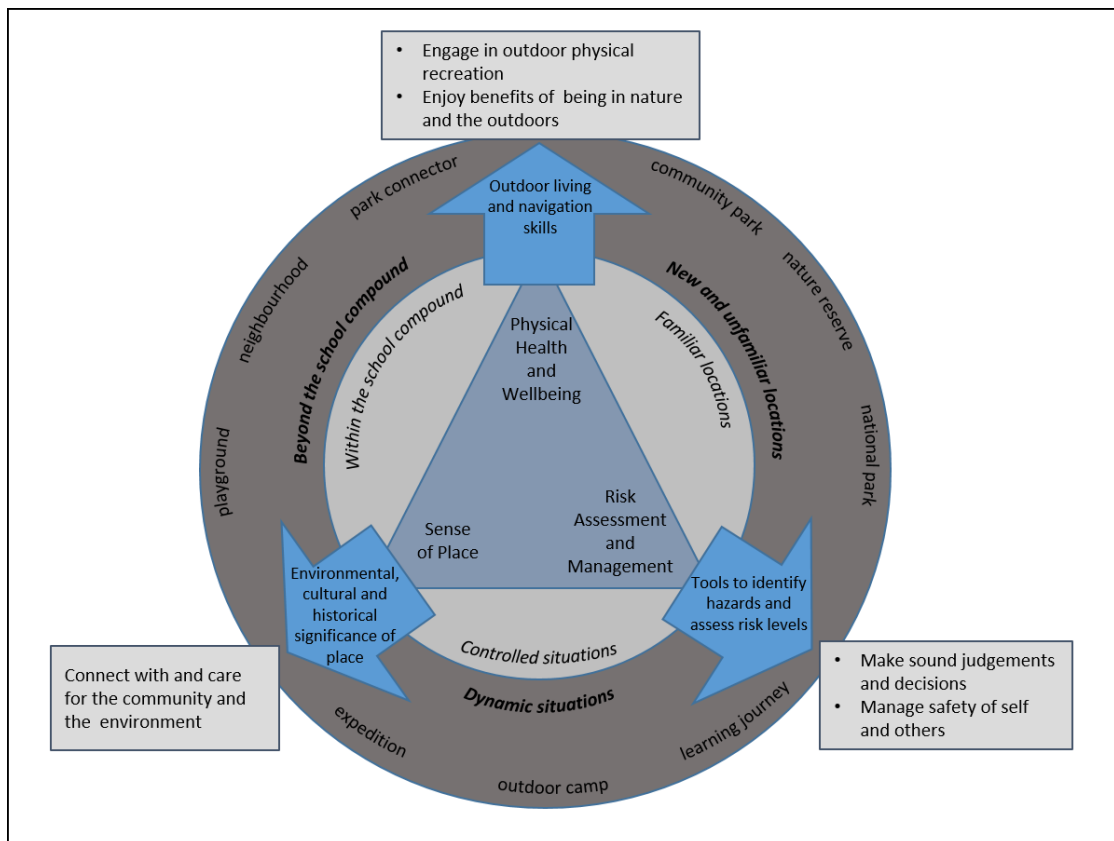 • Engage in outdoor physical
recreation
• Enjoy benefits of being in nature
and the outdoors
park connector
community park
neighbourhood
nature reserve
playground
national park
Outdoor living
and navigation
skills
Beyond the school compound
Within the school compound
New and unfamiliar locations
Familiar locations
Physical
Health
and
Wellbeing
Sense
of Place
Risk
Assessment
and
Management
Environmental,
cultural and
historical
significance of
place
Tools to identify
hazards and
assess risk levels
Controlled situations
Dynamic situations
Connect with and care
for the community and
the environment
• Make sound judgements
and decisions
• Manage safety of self
and others
expedition
outdoor camp
learning journey